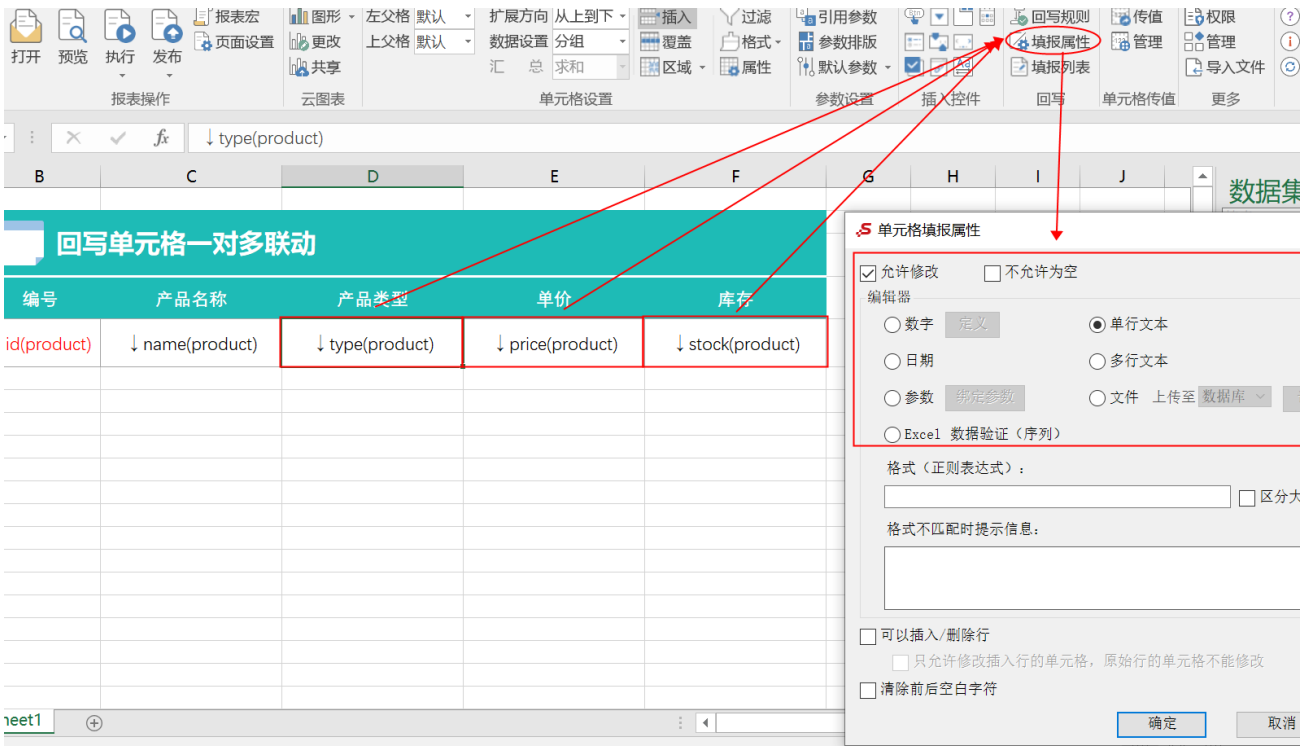 报表宏 图形 左父格 默认 扩展方向 从上到下 插入 过滤 引用参数 回写规则 传值 权限
打开 预览 执行 发布 页面设置 更改 上父格 默认 数据设置 分组 覆盖 格式 参数排版 填报属性 管理 管理
共享 汇 总 求和 区域 属性 默认参数 填报列表 导入文件
报表操作 云图表 单元格设置 参数设置 插入控件 回写 单元格传值 更多
fx ↓type(product)
B C D E F G H I J
数据集
回写单元格一对多联动
编号 产品名称 产品类型 单价 库存
id(product) ↓name(product) ↓type(product) ↓price(product) ↓stock(product)
单元格填报属性
允许修改 不允许为空
编辑器
数字 定义 单行文本
日期 多行文本
参数 绑定参数 文件 上传至 数据库
Excel 数据验证（序列）
格式（正则表达式）：
区分大
格式不匹配时提示信息：
可以插入/删除行
只允许修改插入行的单元格，原始行的单元格不能修改
清除前后空白字符
确定 取消
heet1